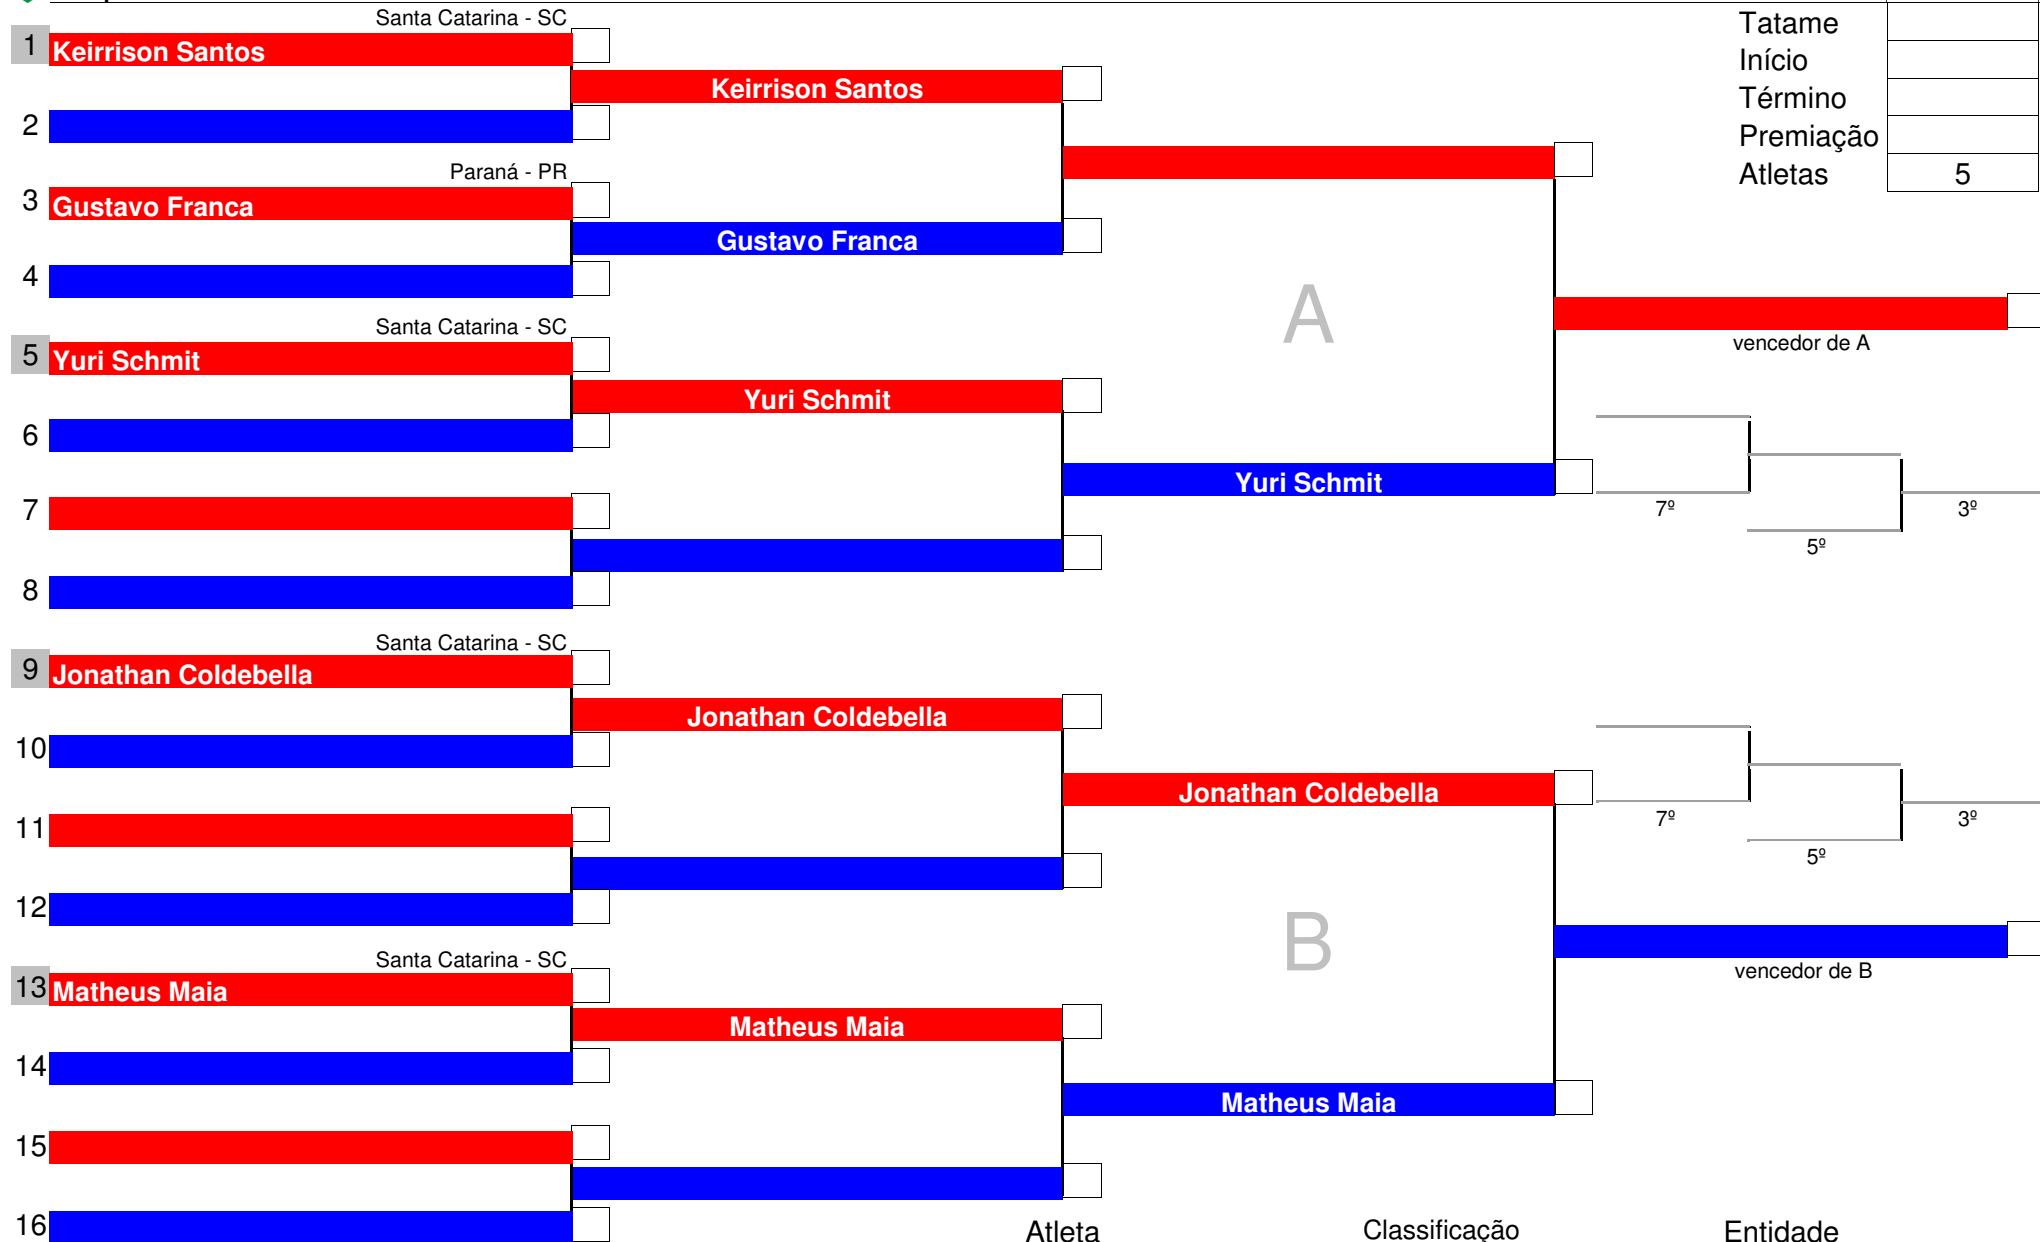 Santa Catarina - SC
Tatame
1 Keirrison Santos
Início
Keirrison Santos
Término
2
Premiação
Paraná - PR
Atletas 5
3 Gustavo Franca
Gustavo Franca
4
A
Santa Catarina - SC
vencedor de A
5 Yuri Schmit
Yuri Schmit
6
Yuri Schmit
7
7º 3º
5º
8
Santa Catarina - SC
9 Jonathan Coldebella
Jonathan Coldebella
10
Jonathan Coldebella
11
7º 3º
5º
12
B
Santa Catarina - SC
vencedor de B
13 Matheus Maia
Matheus Maia
14
Matheus Maia
15
16
Atleta Classificação Entidade